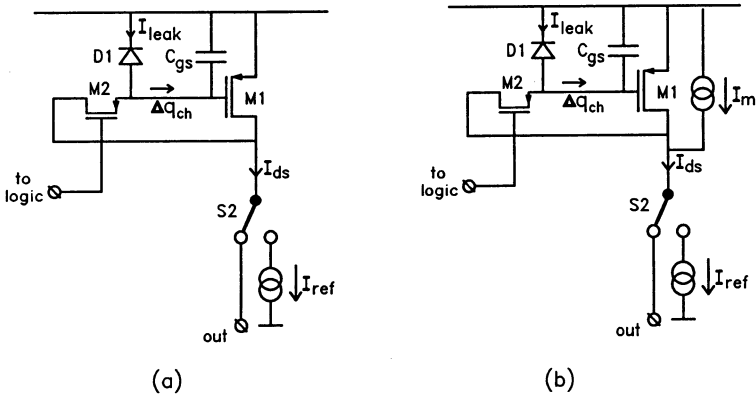 I_leak
D1
C_gs
M2
Δq_ch
M1
to
logic
I_ds
S2
I_ref
out
(a)
I_leak
D1
C_gs
M2
Δq_ch
M1
I_m
to
logic
I_ds
S2
I_ref
out
(b)